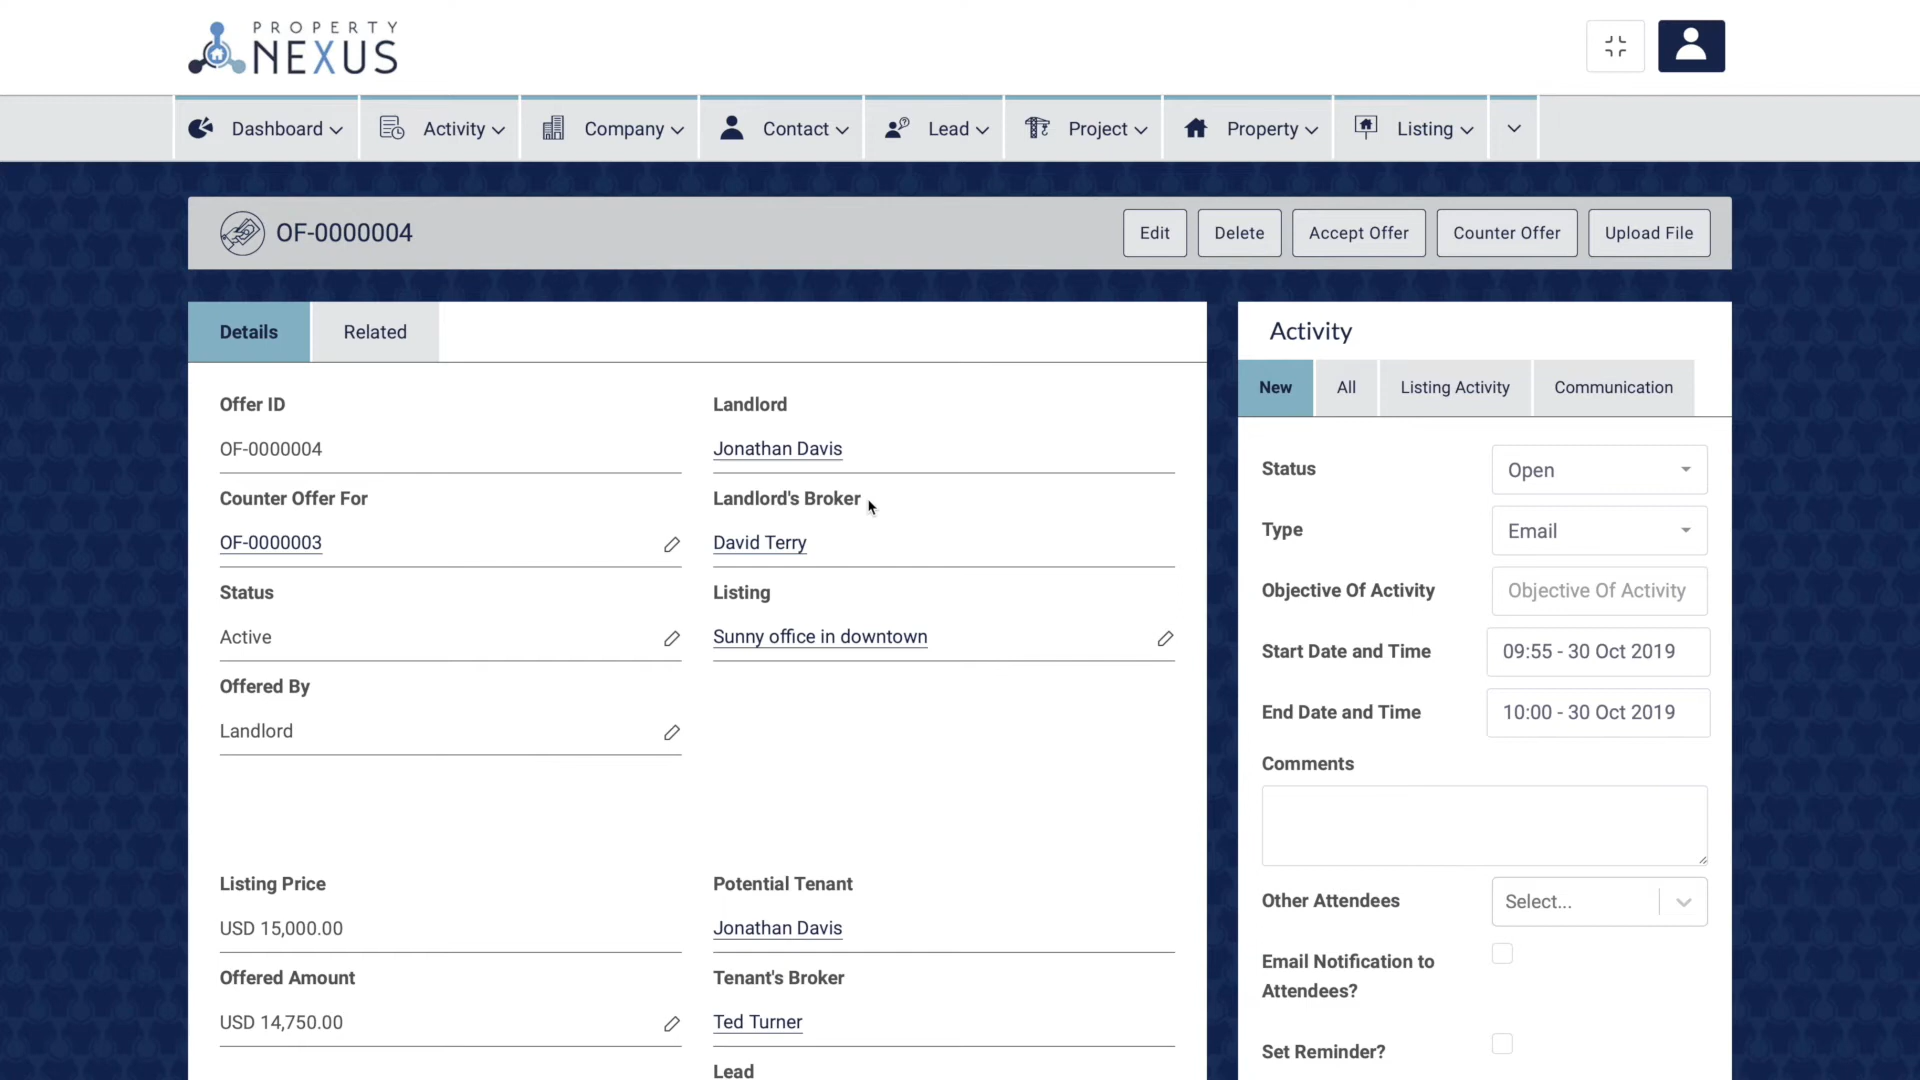 PROPERTY
NEXUS
Dashboard
Activity
Company
Contact
Lead
Project
Property
Listing
OF-0000004
Edit
Delete
Accept Offer
Counter Offer
Upload File
Details
Related
Offer ID
OF-0000004
Counter Offer For
OF-0000003
Status
Active
Offered By
Landlord
Landlord
Jonathan Davis
Landlord's Broker
David Terry
Listing
Sunny office in downtown
Listing Price
USD 15,000.00
Offered Amount
USD 14,750.00
Potential Tenant
Jonathan Davis
Tenant's Broker
Ted Turner
Lead
Activity
New
All
Listing Activity
Communication
Status
Open
Type
Email
Objective Of Activity
Objective Of Activity
Start Date and Time
09:55 - 30 Oct 2019
End Date and Time
10:00 - 30 Oct 2019
Comments
Other Attendees
Select...
Email Notification to
Attendees?
Set Reminder?